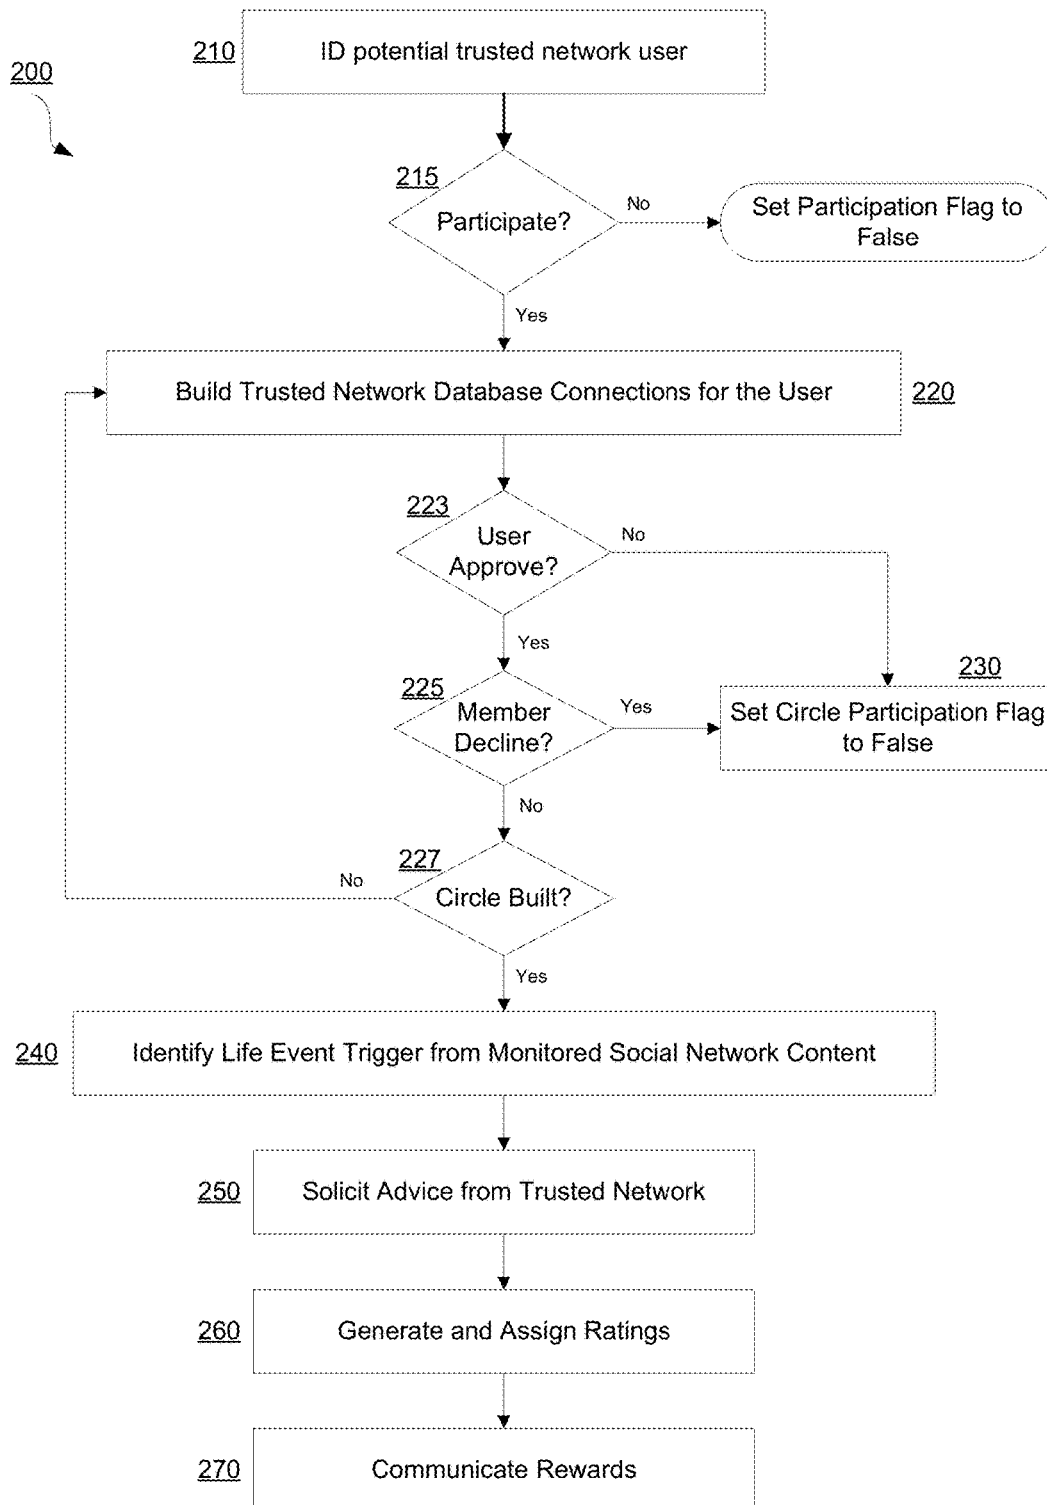 210
ID potential trusted network user
200
215
Participate?
No
Set Participation Flag to
False
Yes
Build Trusted Network Database Connections for the User
220
223
User
Approve?
No
Yes
230
225
Member
Decline?
Yes
Set Circle Participation Flag
to False
No
227
Circle Built?
No
Yes
240
Identify Life Event Trigger from Monitored Social Network Content
250
Solicit Advice from Trusted Network
260
Generate and Assign Ratings
270
Communicate Rewards